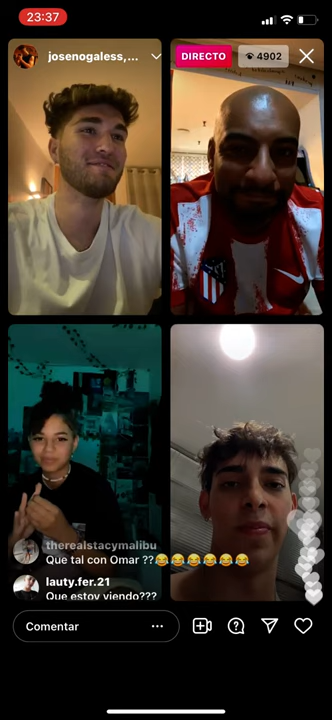 23:37
josenogaless,...
DIRECTO
4902
therealstacymalibu
Que tal con Omar ??😂😂😂😂😂😂
lauty.fer.21
Que estoy viendo???
Comentar